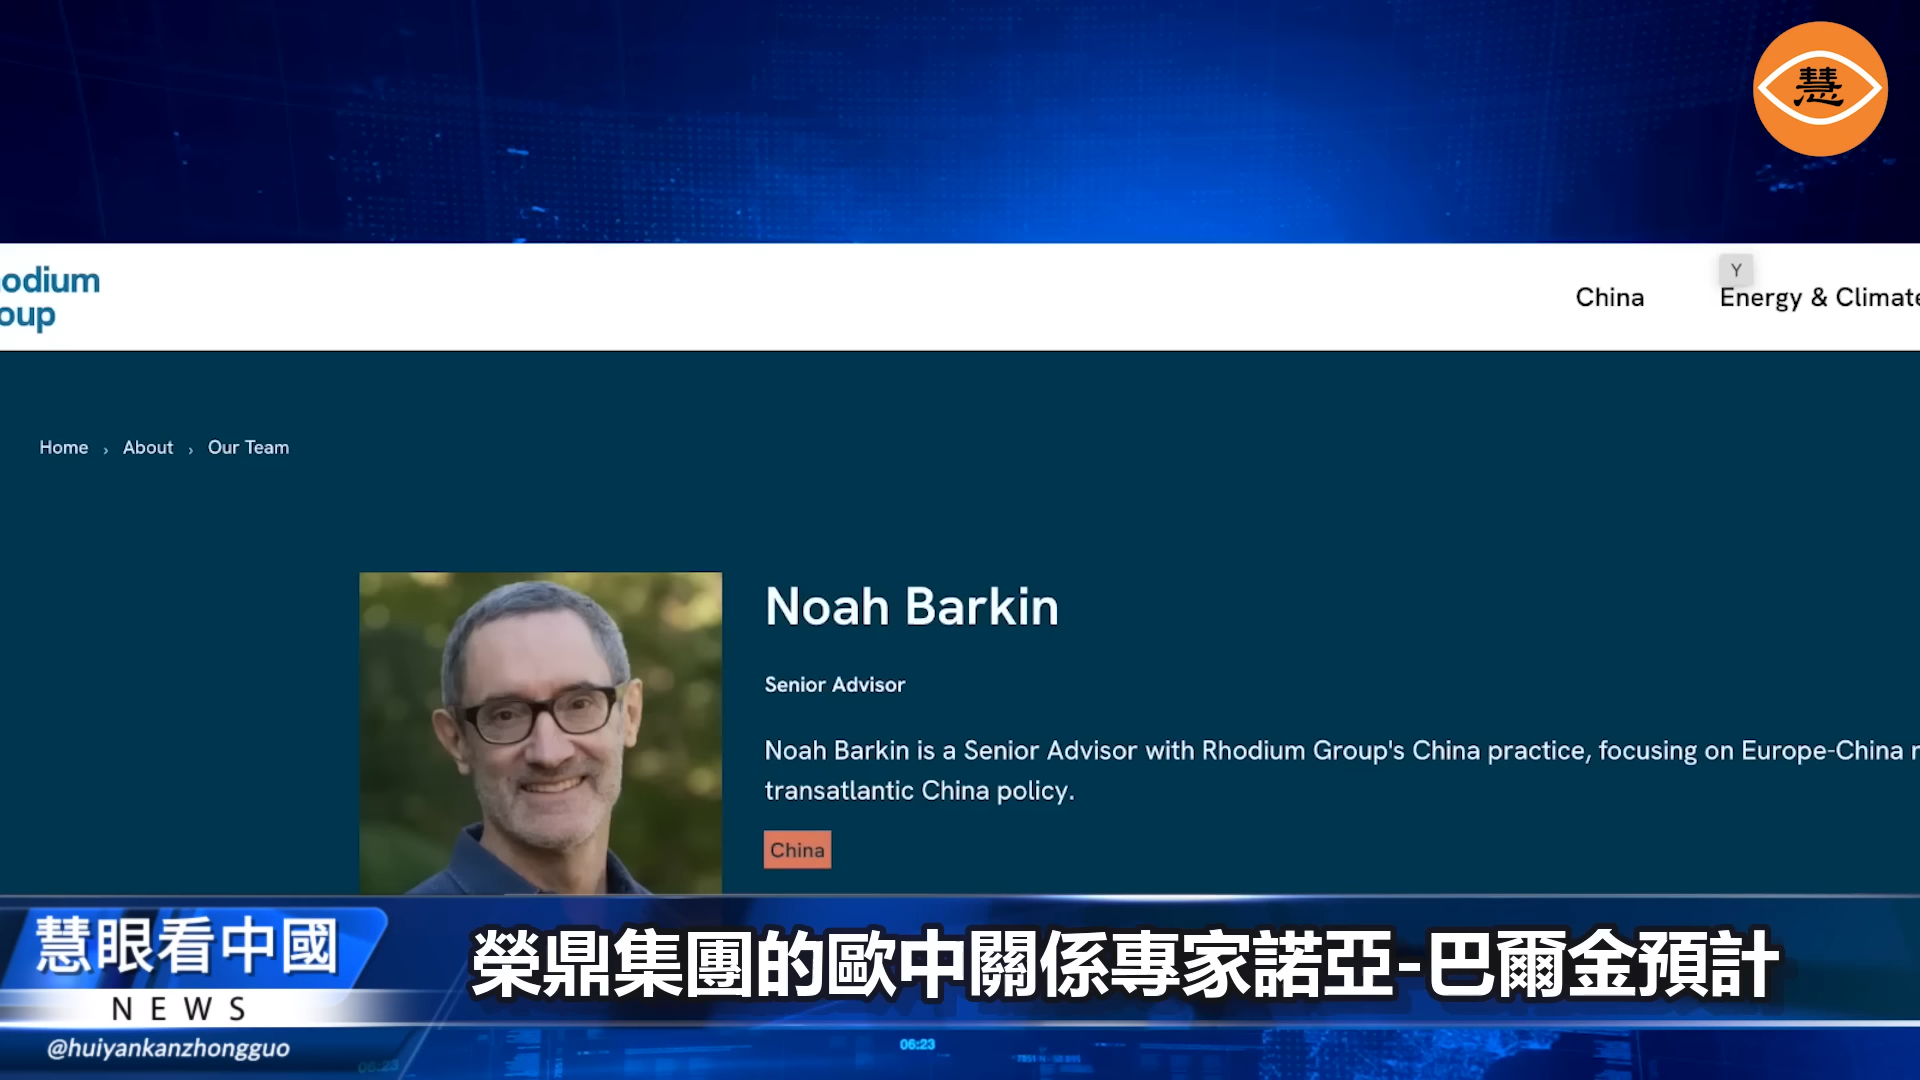 慧
odium
oup
China
Y
Energy & Climate
Home › About › Our Team
Noah Barkin
Senior Advisor
Noah Barkin is a Senior Advisor with Rhodium Group's China practice, focusing on Europe-China
transatlantic China policy.
China
慧眼看中國
NEWS
@huiyankanzhongguo
榮鼎集團的歐中關係專家諾亞-巴爾金預計
06:23
06:23